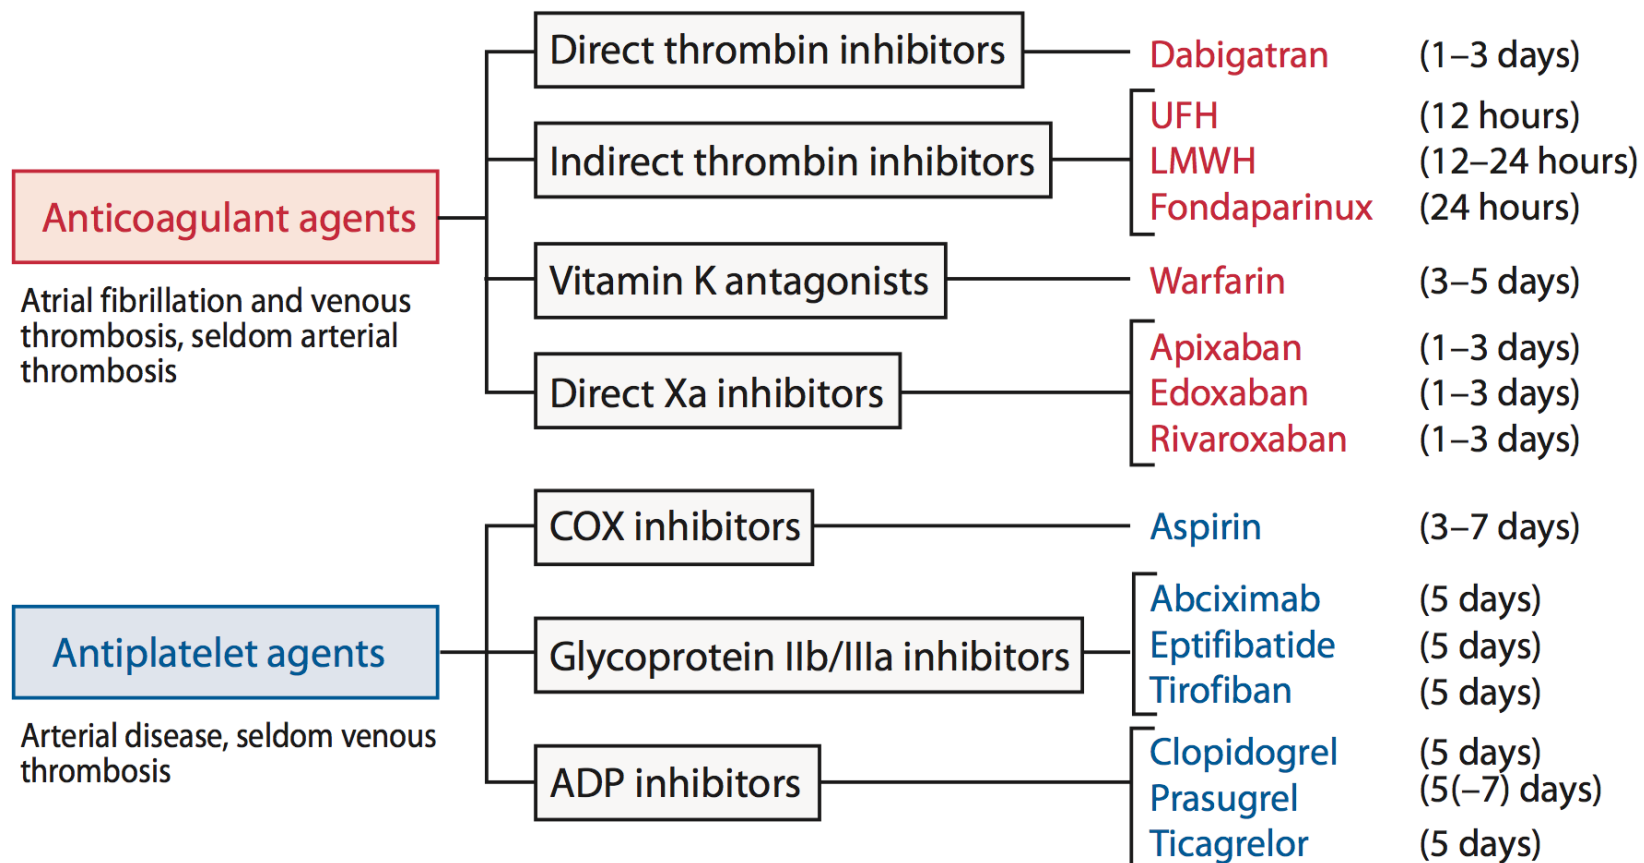 Direct thrombin inhibitors
Dabigatran (1–3 days)
Indirect thrombin inhibitors
UFH (12 hours)
LMWH (12–24 hours)
Fondaparinux (24 hours)
Anticoagulant agents
Atrial fibrillation and venous
thrombosis, seldom arterial
thrombosis
Vitamin K antagonists
Warfarin (3–5 days)
Direct Xa inhibitors
Apixaban (1–3 days)
Edoxaban (1–3 days)
Rivaroxaban (1–3 days)
COX inhibitors
Aspirin (3–7 days)
Antiplatelet agents
Arterial disease, seldom venous
thrombosis
Glycoprotein IIb/IIIa inhibitors
Abciximab (5 days)
Eptifibatide (5 days)
Tirofiban (5 days)
ADP inhibitors
Clopidogrel (5 days)
Prasugrel (5(–7) days)
Ticagrelor (5 days)